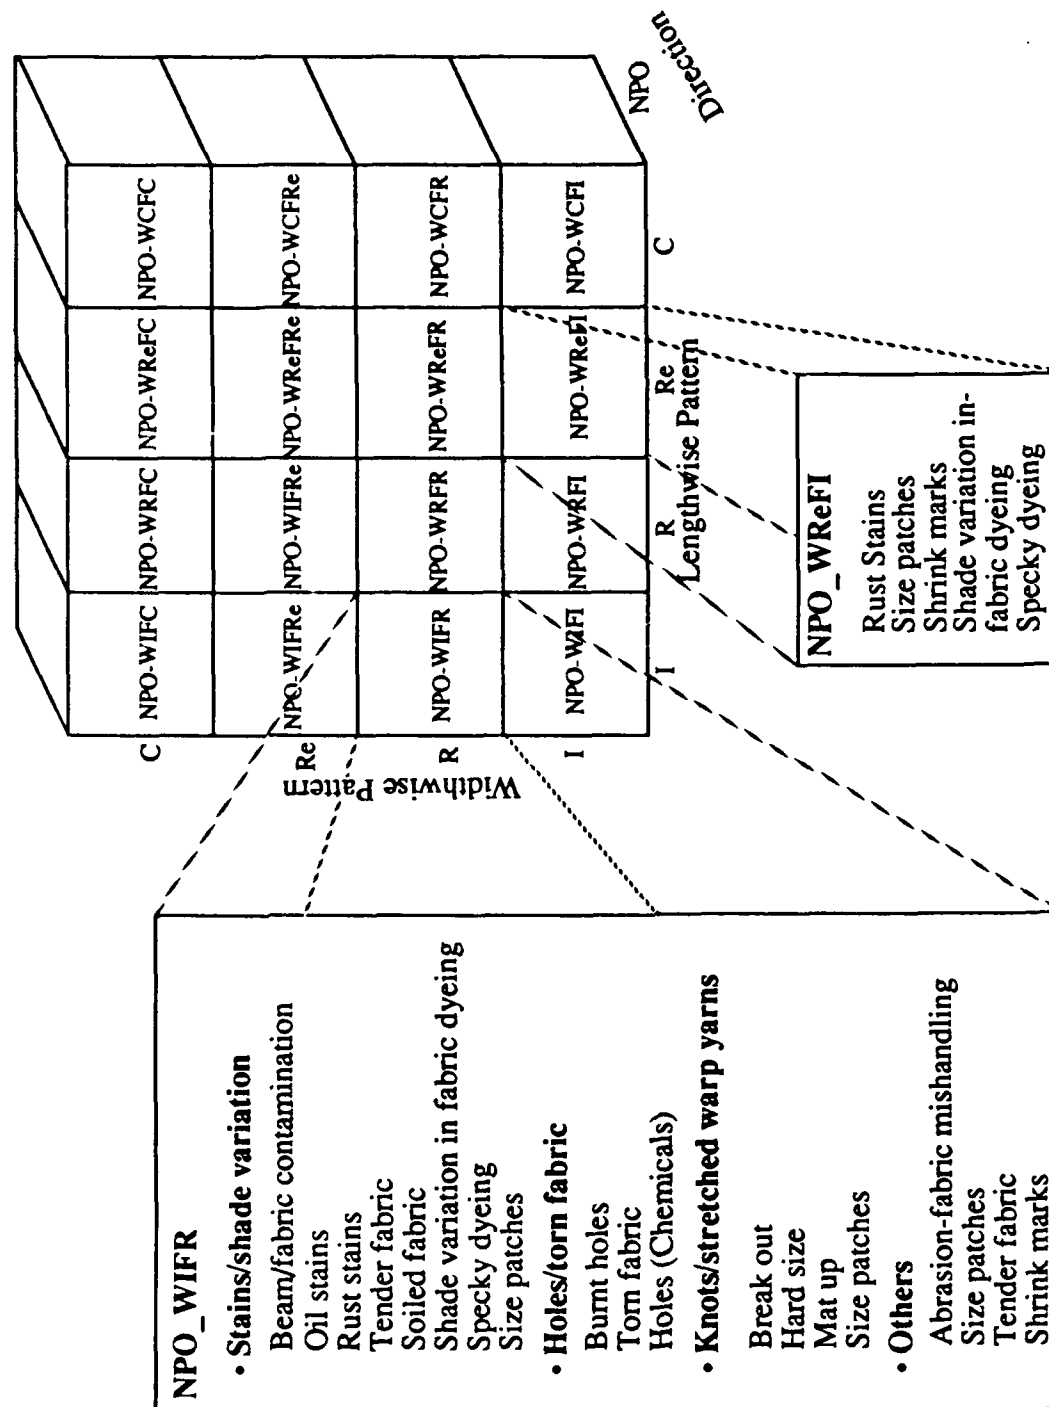 NPO_WIFR
• Stains/shade variation
Beam/fabric contamination
Oil stains
Rust stains
Tender fabric
Soiled fabric
Shade variation in fabric dyeing
Specky dyeing
Size patches
• Holes/torn fabric
Burnt holes
Torn fabric
Holes (Chemicals)
• Knots/stretched warp yarns
Break out
Hard size
Mat up
Size patches
• Others
Abrasion-fabric mishandling
Size patches
Tender fabric
Shrink marks
Widthwise Pattern
C
Re
R
I
NPO-WIFC
NPO-WRFC
NPO-WReFC
NPO-WCFC
NPO-WIFRe
NPO-WIFRe
NPO-WReFRe
NPO-WCFRe
NPO-WIFR
NPO-WRFR
NPO-WReFR
NPO-WCFR
NPO-WIFI
NPO-WRFI
NPO-WReFI
NPO-WCFI
I
R
Re
C
Lengthwise Pattern
NPO
Direction
NPO_WReFI
Rust Stains
Size patches
Shrink marks
Shade variation in-
fabric dyeing
Specky dyeing